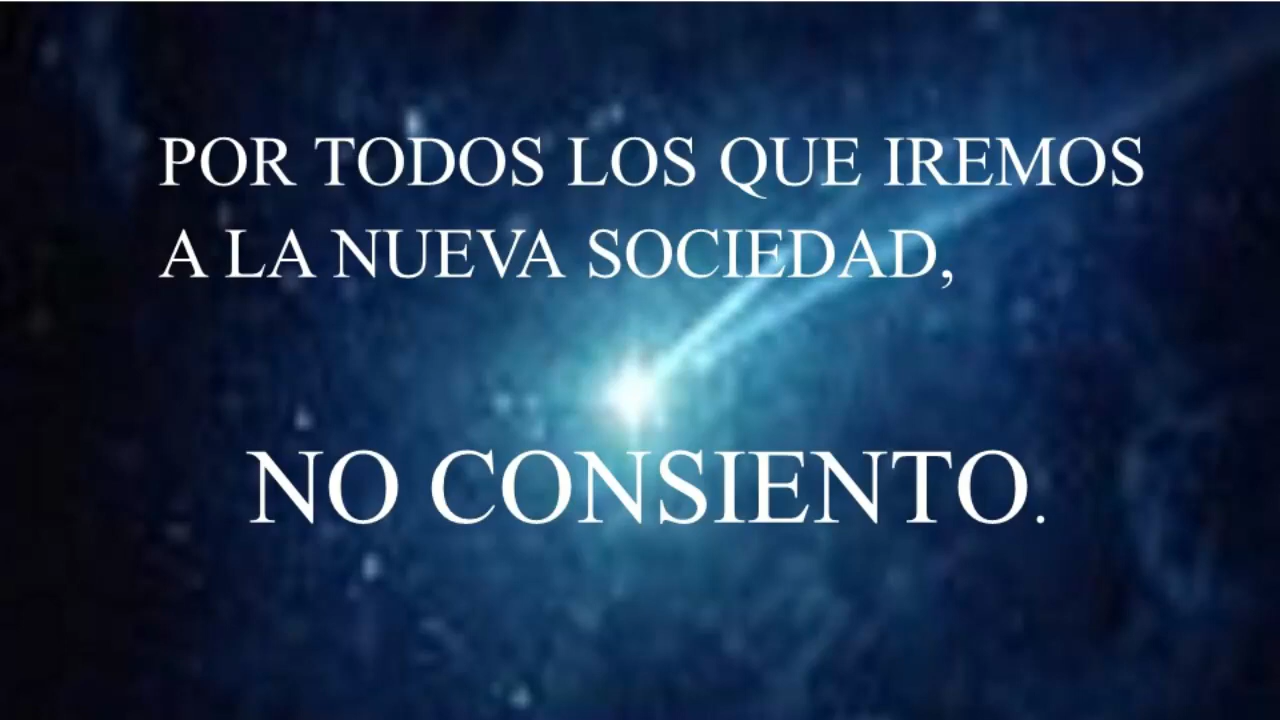 POR TODOS LOS QUE IREMOS
A LA NUEVA SOCIEDAD,
NO CONSIENTO.